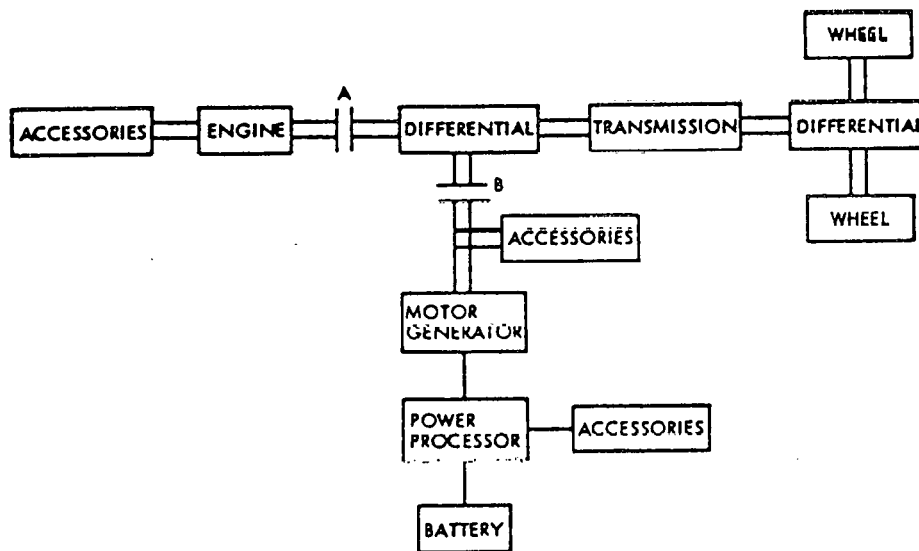 WHEEL
A
ACCESSORIES
ENGINE
DIFFERENTIAL
TRANSMISSION
DIFFERENTIAL
B
ACCESSORIES
WHEEL
MOTOR
GENERATOR
POWER
PROCESSOR
ACCESSORIES
BATTERY